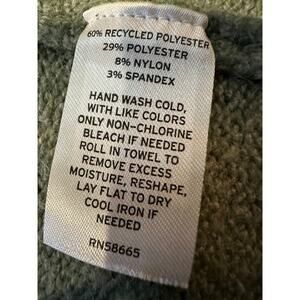 60% RECYCLED POLYESTER
29% POLYESTER
8% NYLON
3% SPANDEX
HAND WASH COLD,
WITH LIKE COLORS
ONLY NON-CHLORINE
BLEACH IF NEEDED
ROLL IN TOWEL TO
REMOVE EXCESS
MOISTURE, RESHAPE,
LAY FLAT TO DRY
COOL IRON IF
NEEDED
RN58665